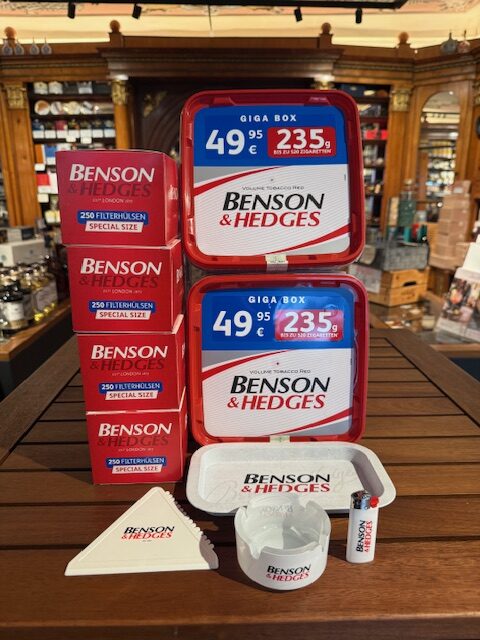 GIGA BOX
49 95 €
235g
BIS ZU 520 ZIGARETTEN
VOLUME TOBACCO RED
BENSON
& HEDGES
GIGA BOX
49 95 €
235g
BIS ZU 520 ZIGARETTEN
VOLUME TOBACCO RED
BENSON
& HEDGES
BENSON
& HEDGES
EST LONDON 1873
250 FILTERHÜLSEN
SPECIAL SIZE
BENSON
& HEDGES
250 FILTERHÜLSEN
SPECIAL SIZE
BENSON
& HEDGES
250 FILTERHÜLSEN
SPECIAL SIZE
BENSON
& HEDGES
250 FILTERHÜLSEN
SPECIAL SIZE
BENSON
& HEDGES
BENSON
& HEDGES
BENSON
& HEDGES
BENSON
& HEDGES